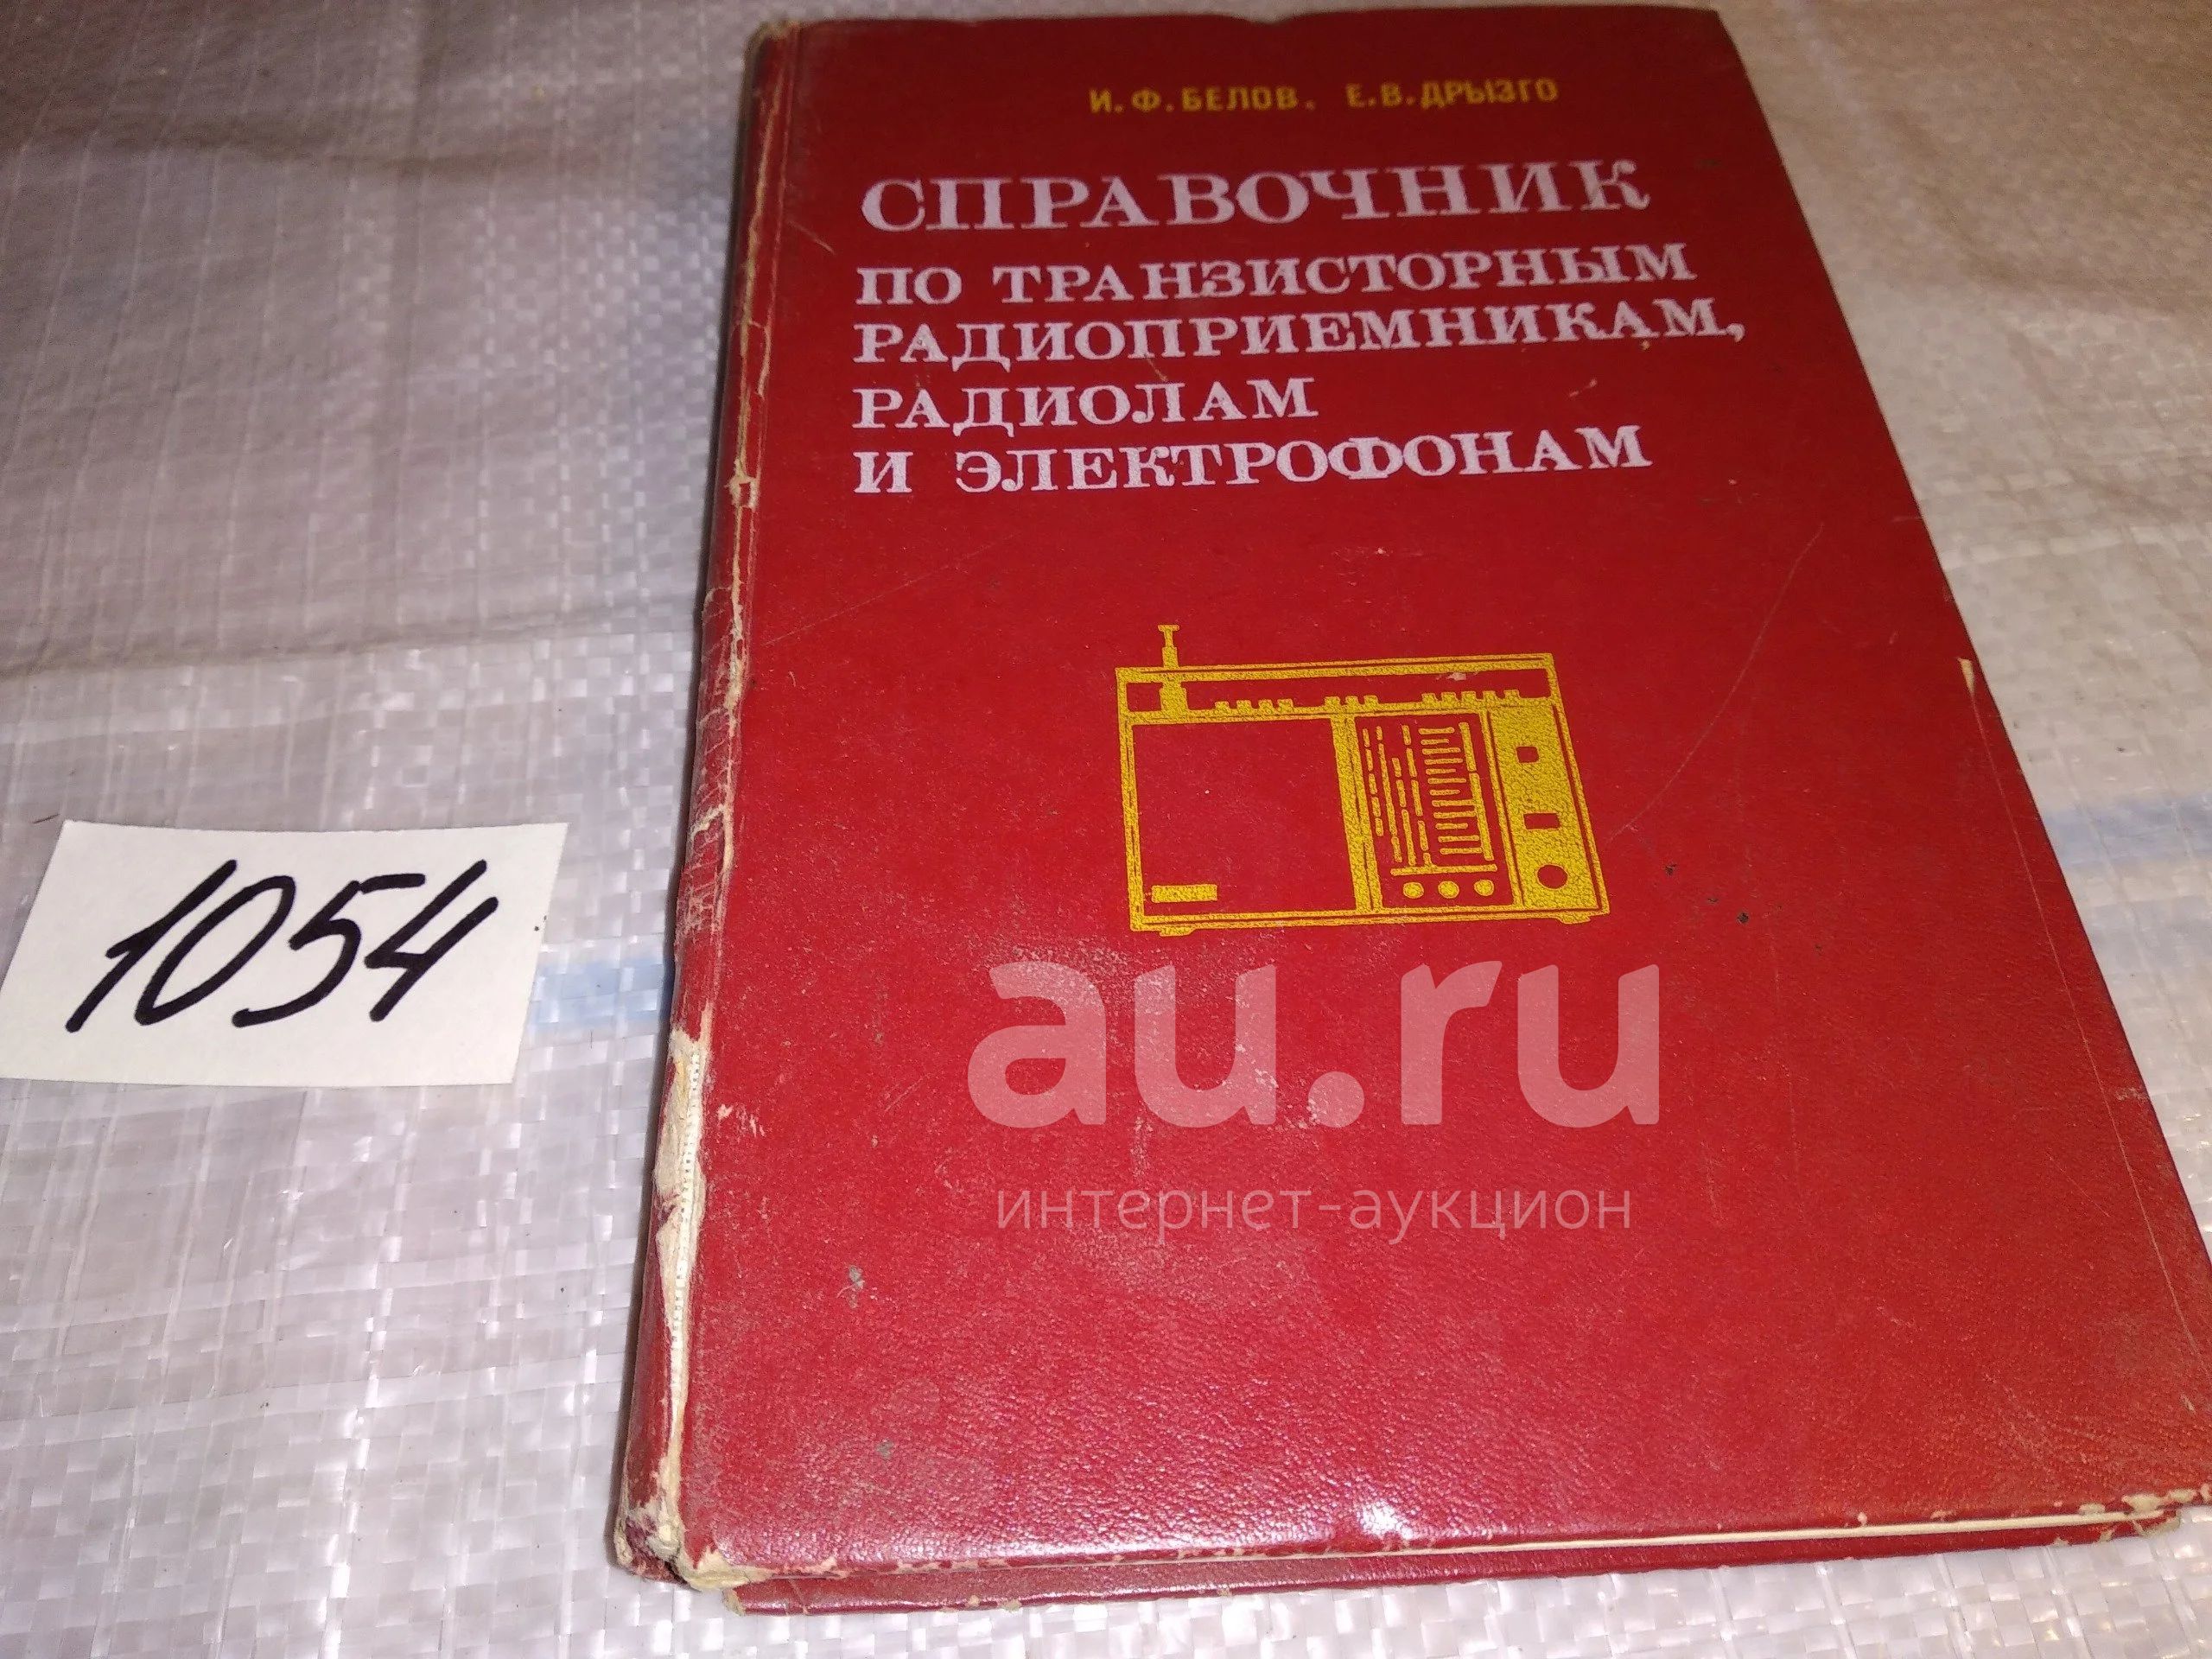 И. Ф. БЕЛОВ. Е. В. ДРЫЗГО
СПРАВОЧНИК
ПО ТРАНЗИСТОРНЫМ
РАДИОПРИЕМНИКАМ,
РАДИОЛАМ
И ЭЛЕКТРОФОНАМ
1054
au.ru
интернет-аукцион